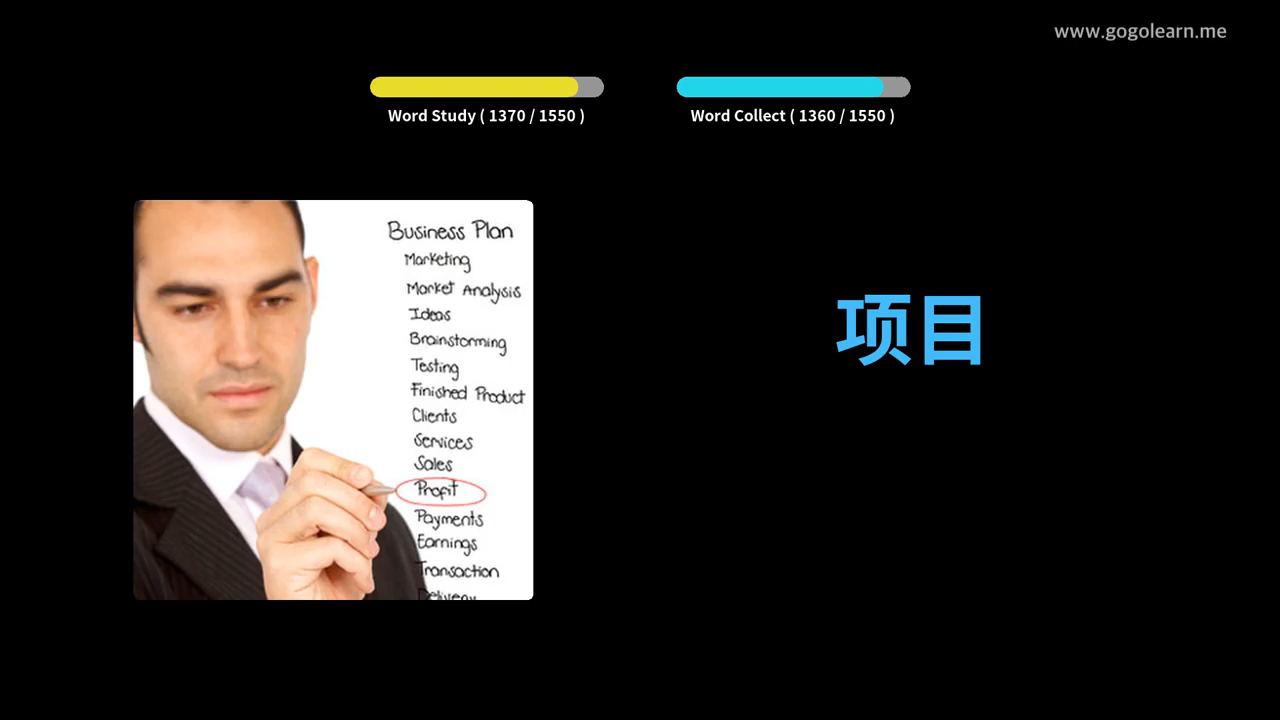 www.gogolearn.me
Word Study ( 1370 / 1550 )
Word Collect ( 1360 / 1550 )
Business Plan
Marketing
Market Analysis
Ideas
Brainstorming
Testing
Finished Product
Clients
Services
Sales
Profit
Payments
Earnings
Transaction
Delivery
项目